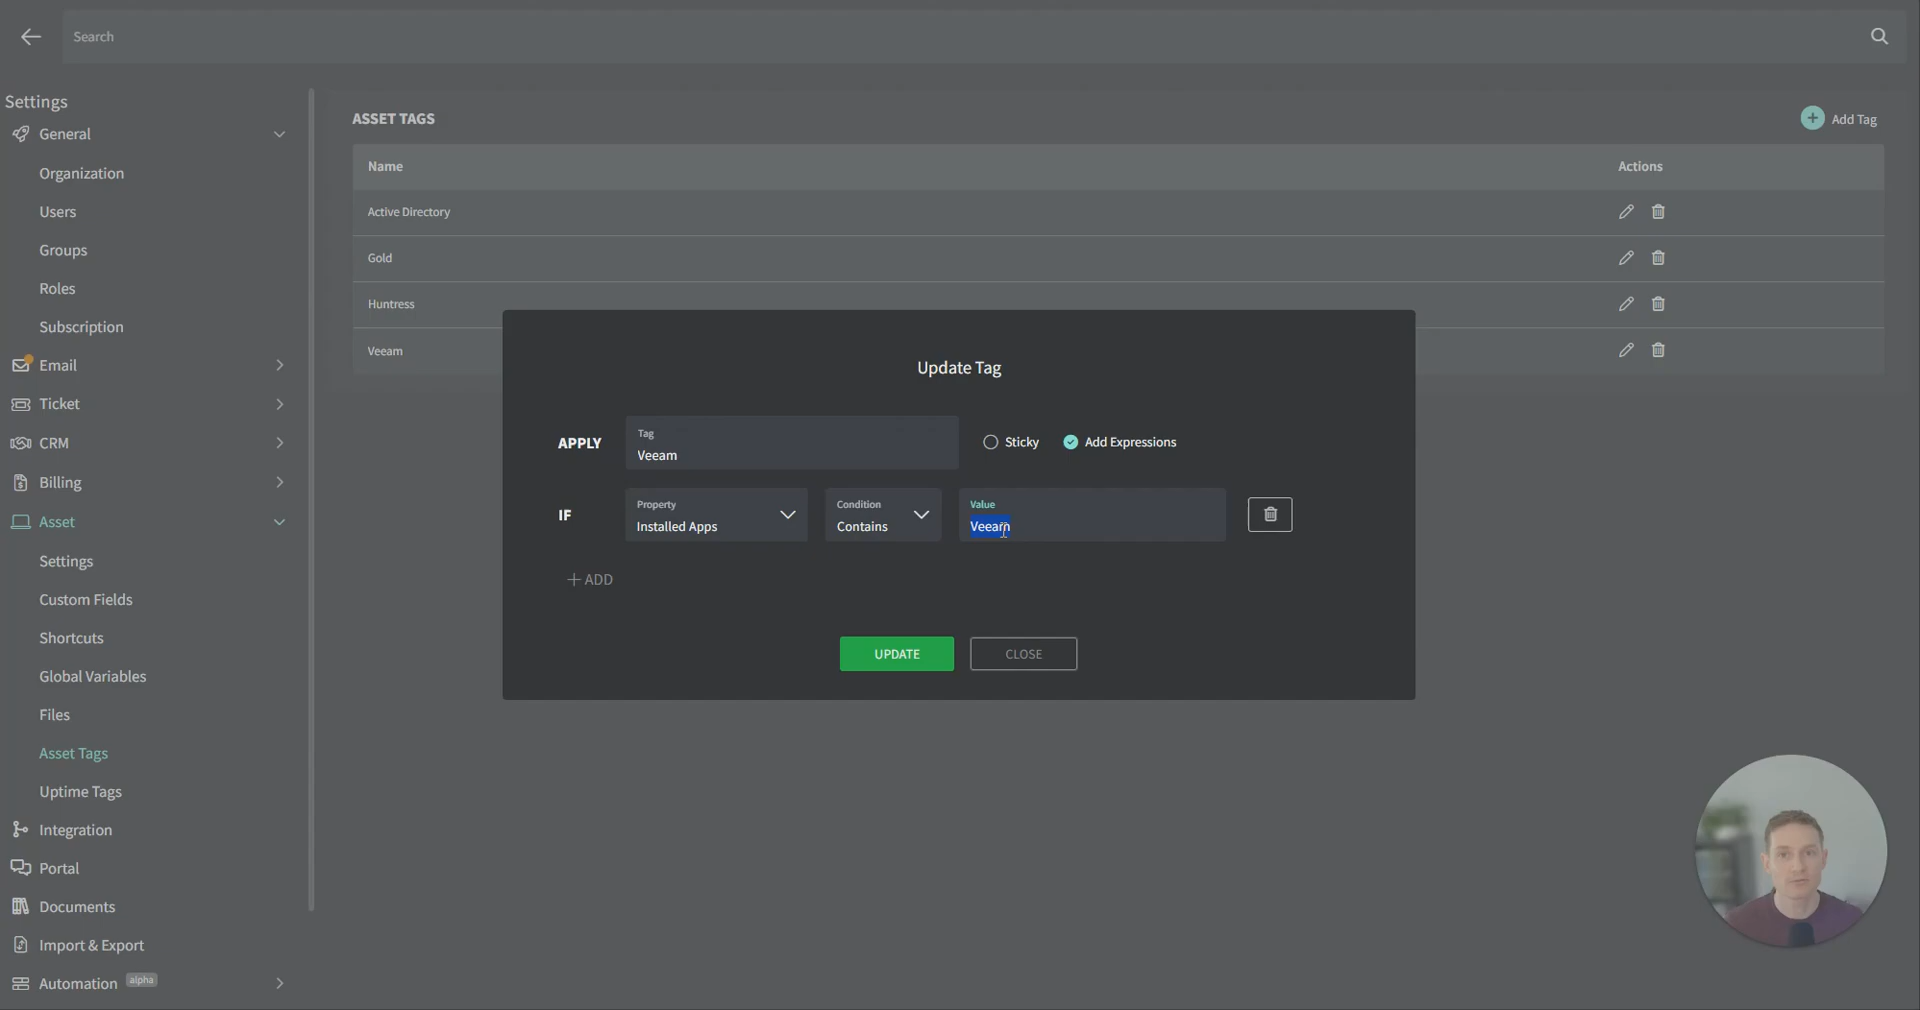 Search
Settings
General
Organization
Users
Groups
Roles
Subscription
Email
Ticket
CRM
Billing
Asset
Settings
Custom Fields
Shortcuts
Global Variables
Files
Asset Tags
Uptime Tags
Integration
Portal
Documents
Import & Export
Automation alpha
ASSET TAGS
Add Tag
Name Actions
Active Directory
Gold
Huntress
Veeam
Update Tag
APPLY
Tag
Veeam
Sticky
Add Expressions
IF
Property
Installed Apps
Condition
Contains
Value
Veeam
+ ADD
UPDATE
CLOSE